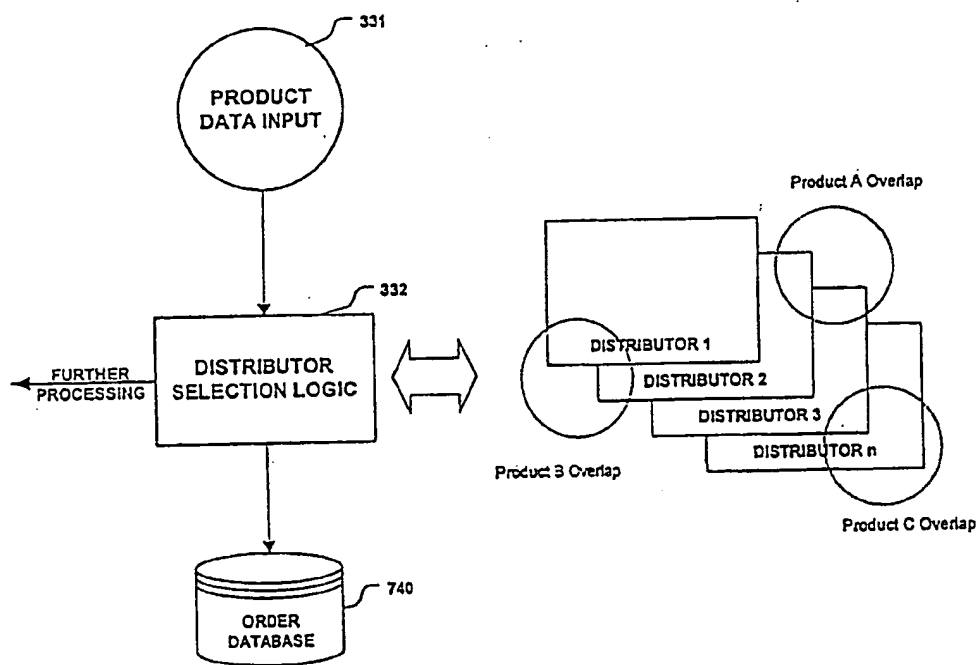 331
PRODUCT
DATA INPUT
Product A Overlap
332
DISTRIBUTOR
SELECTION LOGIC
FURTHER
PROCESSING
DISTRIBUTOR 1
DISTRIBUTOR 2
DISTRIBUTOR 3
DISTRIBUTOR n
Product B Overlap
Product C Overlap
740
ORDER
DATABASE